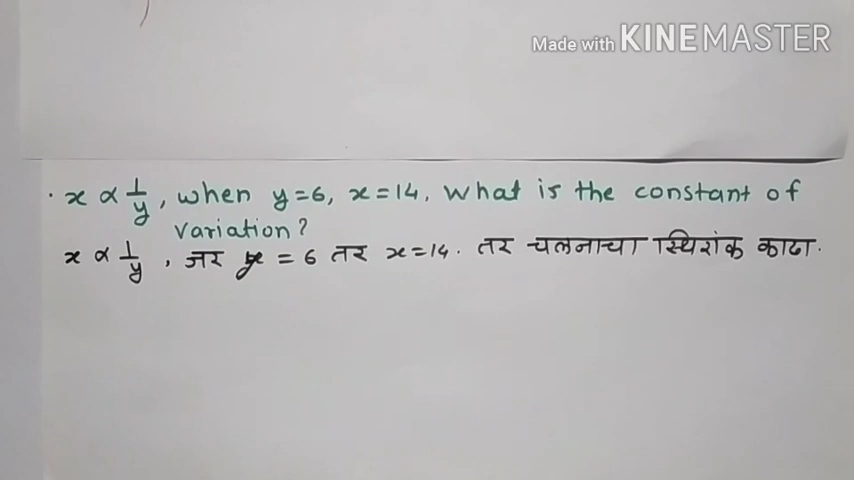 Made with KINEMASTER
· x ∝ 1/y, when y=6, x=14. What is the constant of
variation?
x ∝ 1/y, जर y = 6 तर x=14. तर चलनाचा स्थिरांक काढा.